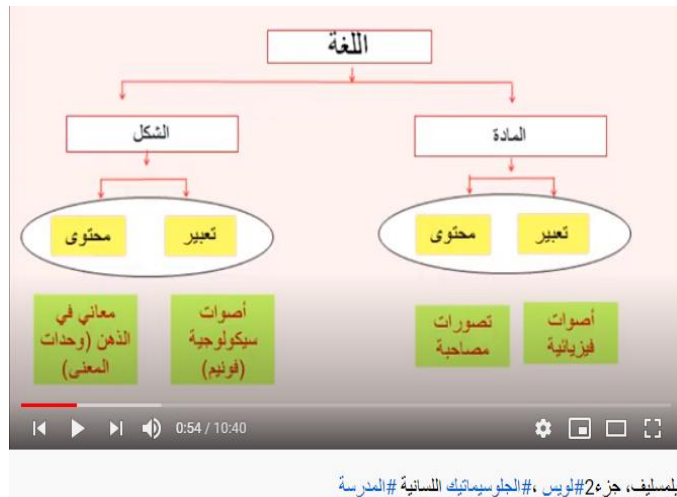 اللغة
المادة
الشكل
تعبير
محتوى
تعبير
محتوى
أصوات
فيزيائية
تصورات
مصاحبة
أصوات
سيكولوجية
(فونيم)
معاني في
الذهن (وحدات
المعنى)
0:54 / 10:40
يلمسليف، جزء2#لويس ،#الجلوسيماتيك اللسانية #المدرسة